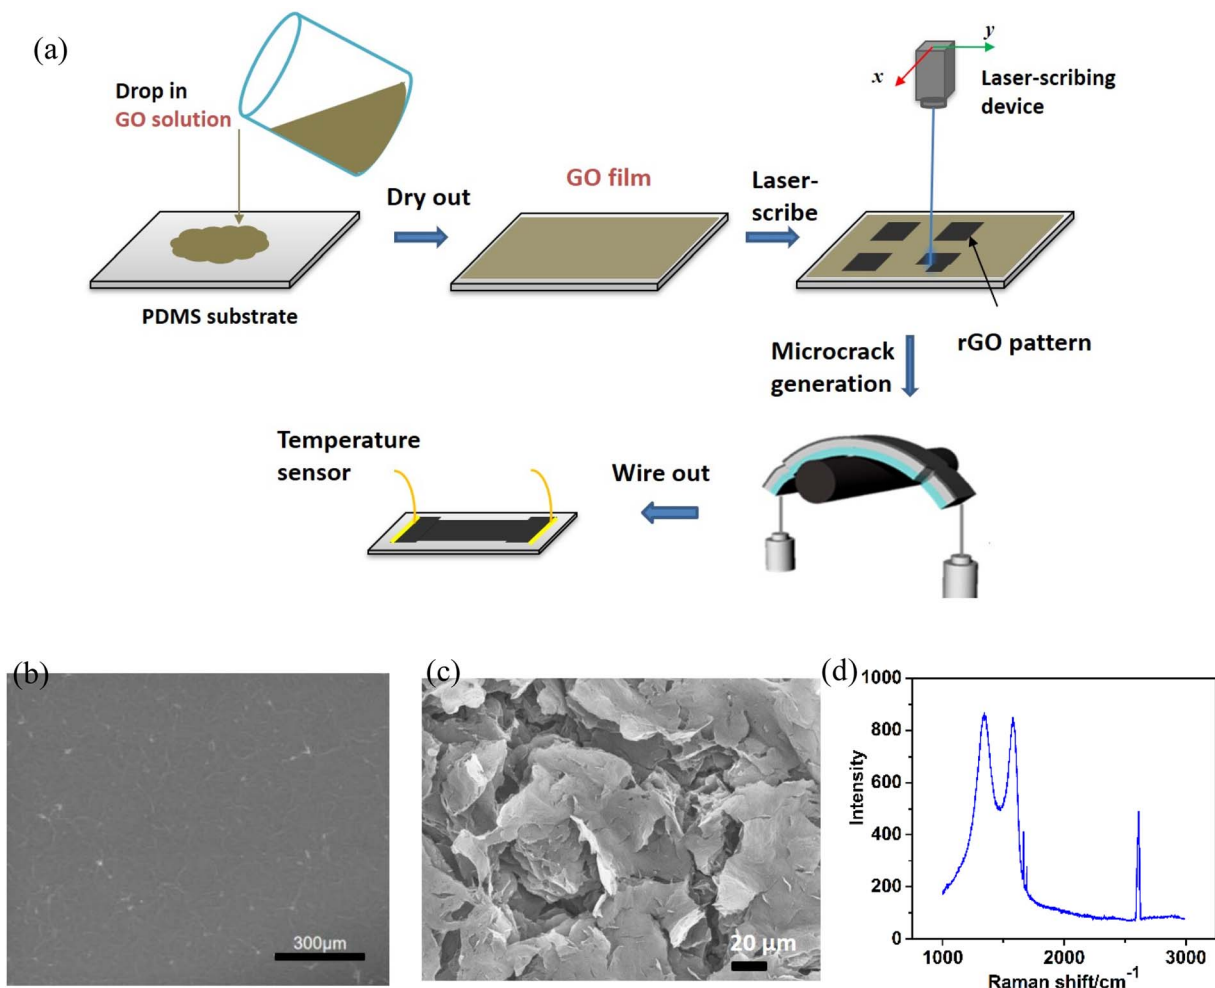 (a)
Drop in
GO solution
PDMS substrate
Dry out
GO film
Laser-
scribe
x
y
Laser-scribing
device
rGO pattern
Microcrack
generation
Wire out
Temperature
sensor
(b)
300μm
(c)
20 μm
(d)
1000
800
600
400
200
0
Intensity
1000
2000
3000
Raman shift/cm⁻¹